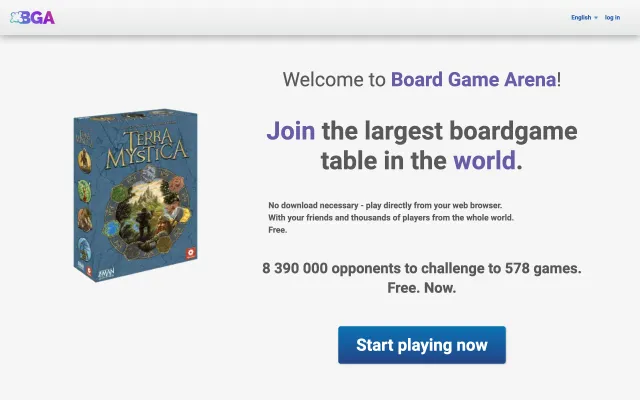 BGA
English
log in
Welcome to Board Game Arena!
TERRA
MYSTICA
Join the largest boardgame
table in the world.
No download necessary - play directly from your web browser.
With your friends and thousands of players from the whole world.
Free.
8 390 000 opponents to challenge to 578 games.
Free. Now.
Start playing now